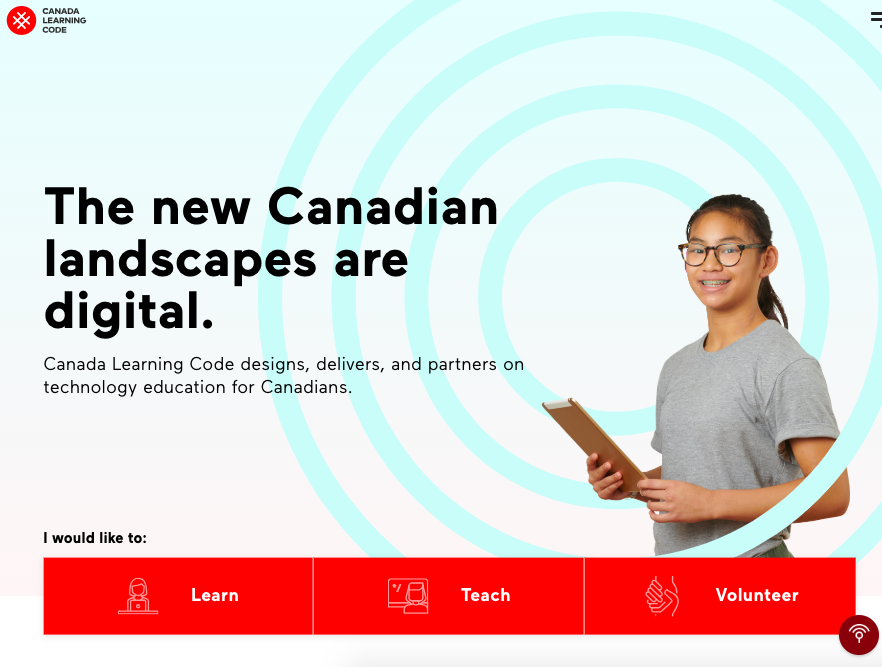 CANADA
LEARNING
CODE
The new Canadian
landscapes are
digital.
Canada Learning Code designs, delivers, and partners on
technology education for Canadians.
I would like to:
Learn
Teach
Volunteer